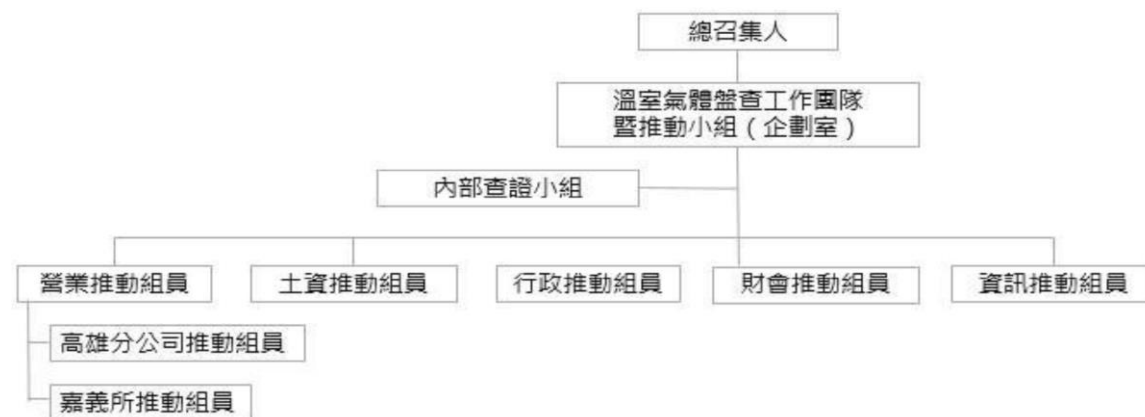 總召集人
溫室氣體盤查工作團隊
暨推動小組（企劃室）
內部查證小組
營業推動組員
土資推動組員
行政推動組員
財會推動組員
資訊推動組員
高雄分公司推動組員
嘉義所推動組員